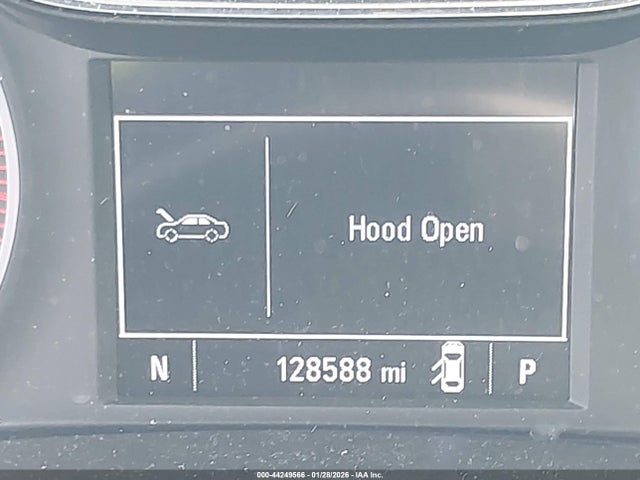 Hood Open
N 128588 mi P
000-44249566 - 01/28/2026 - IAA Inc.